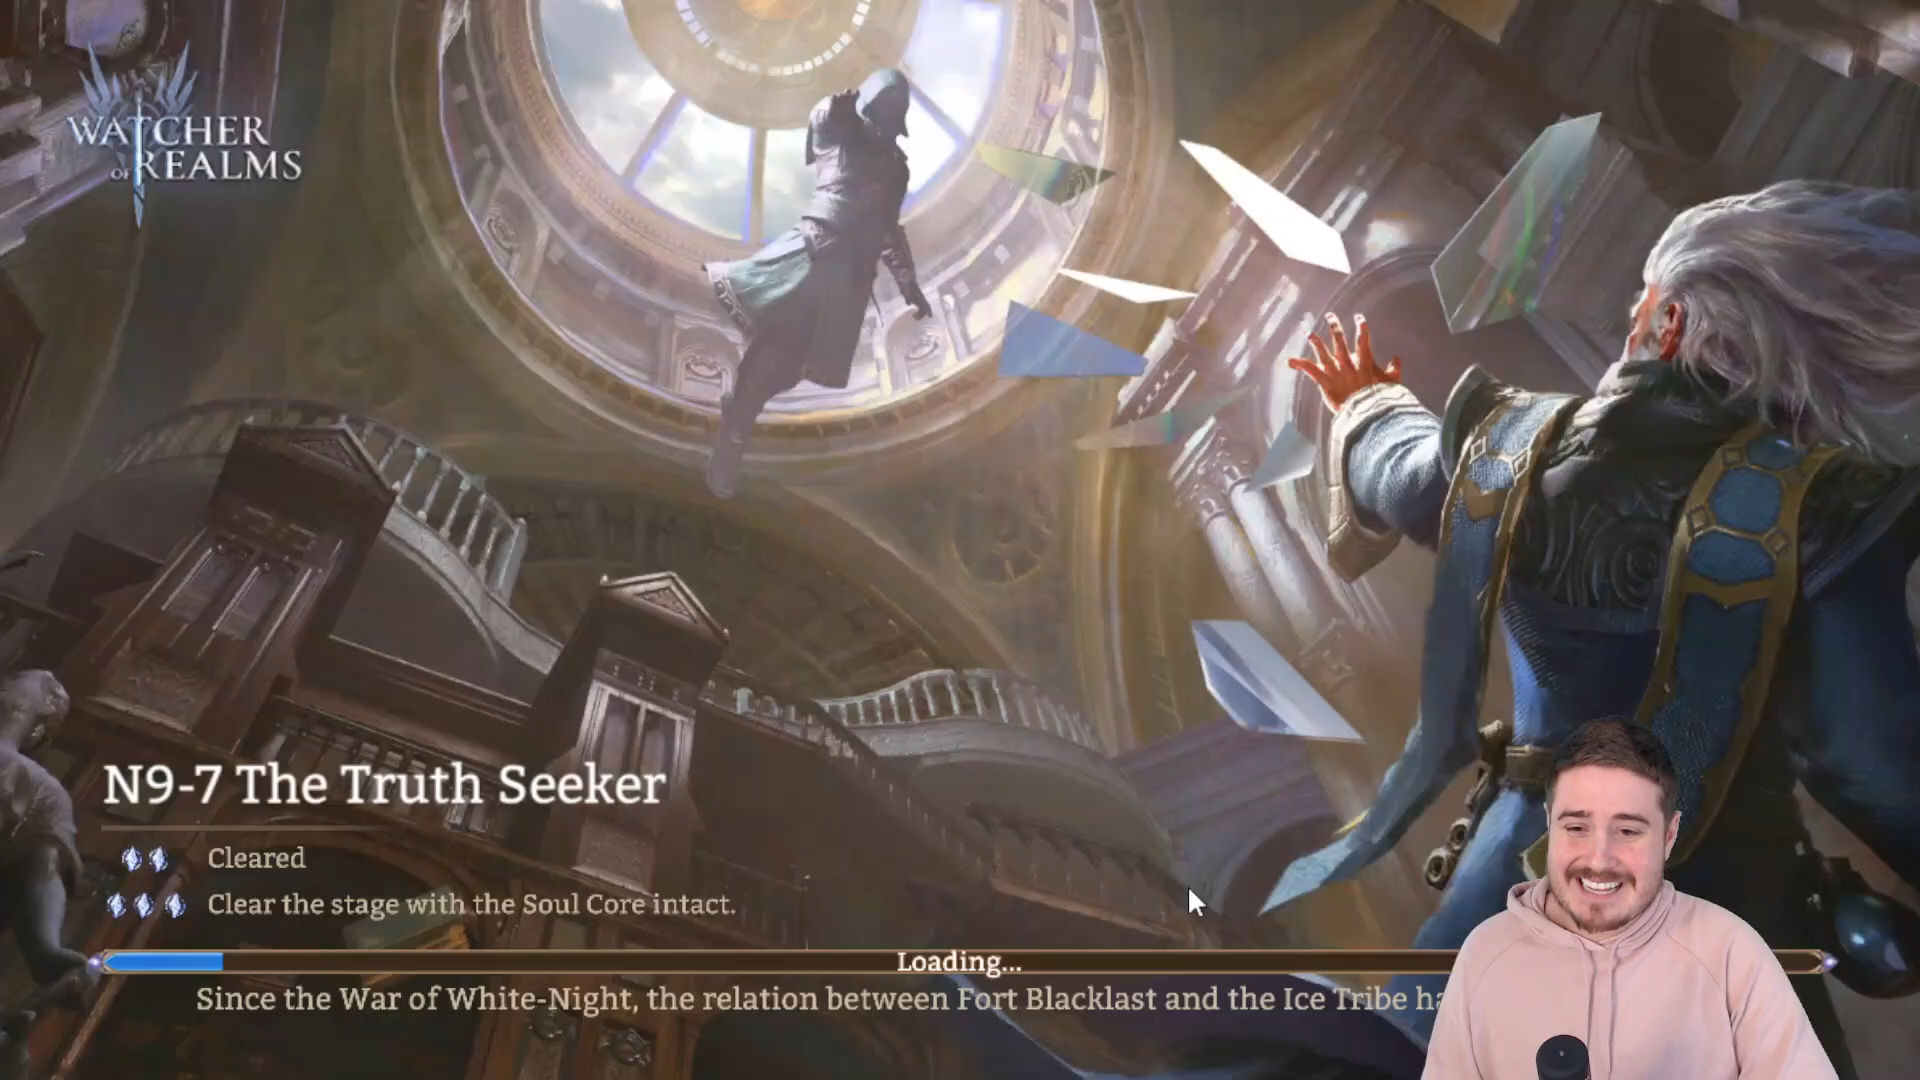 WATCHER
OF REALMS
N9-7 The Truth Seeker
Cleared
Clear the stage with the Soul Core intact.
Loading...
Since the War of White-Night, the relation between Fort Blacklast and the Ice Tribe